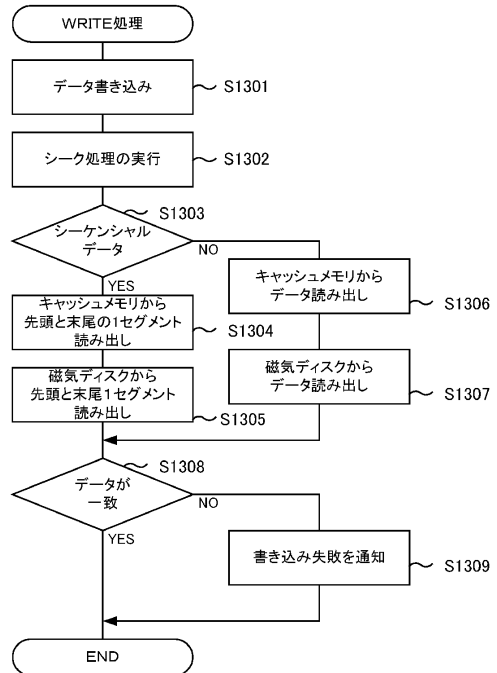 WRITE処理
データ書き込み
S1301
シーク処理の実行
S1302
S1303
シーケンシャル
データ
NO
YES
キャッシュメモリから
先頭と末尾の1セグメント
読み出し
S1304
磁気ディスクから
先頭と末尾1セグメント
読み出し
S1305
キャッシュメモリから
データ読み出し
S1306
磁気ディスクから
データ読み出し
S1307
S1308
データが
一致
NO
YES
書き込み失敗を通知
S1309
END